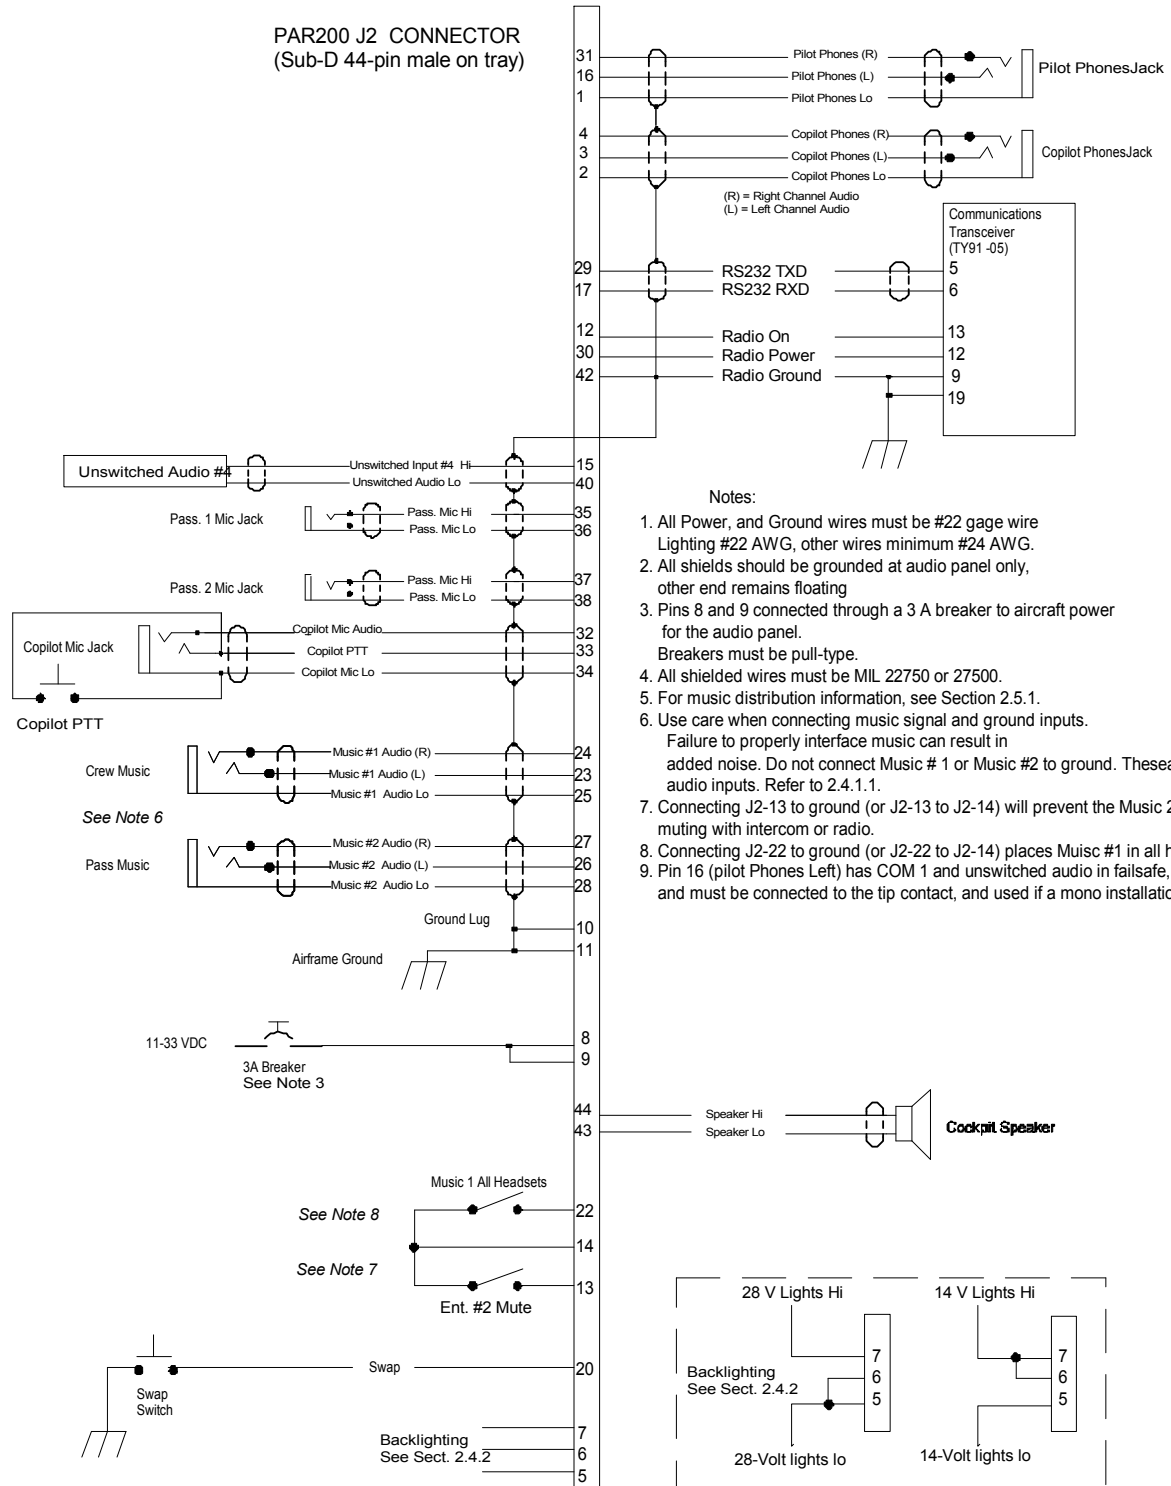 PAR200 J2 CONNECTOR
(Sub-D 44-pin male on tray)
31 Pilot Phones (R)
16 Pilot Phones (L)
1 Pilot Phones Lo
Pilot PhonesJack
4 Copilot Phones (R)
3 Copilot Phones (L)
2 Copilot Phones Lo
Copilot PhonesJack
(R) = Right Channel Audio
(L) = Left Channel Audio
Communications
Transceiver
(TY91 -05)
29 RS232 TXD 5
17 RS232 RXD 6
12 Radio On 13
30 Radio Power 12
42 Radio Ground 9
19
Unswitched Audio #4
Unswitched Input #4 Hi 15
Unswitched Audio Lo 40
Pass. 1 Mic Jack
Pass. Mic Hi 35
Pass. Mic Lo 36
Pass. 2 Mic Jack
Pass. Mic Hi 37
Pass. Mic Lo 38
Copilot Mic Jack
Copilot Mic Audio 32
Copilot PTT 33
Copilot Mic Lo 34
Copilot PTT
Crew Music
Music #1 Audio (R) 24
Music #1 Audio (L) 23
Music #1 Audio Lo 25
See Note 6
Pass Music
Music #2 Audio (R) 27
Music #2 Audio (L) 26
Music #2 Audio Lo 28
Ground Lug 10
11
Airframe Ground
11-33 VDC 8
9
3A Breaker
See Note 3
Notes:
1. All Power, and Ground wires must be #22 gage wire
Lighting #22 AWG, other wires minimum #24 AWG.
2. All shields should be grounded at audio panel only,
other end remains floating
3. Pins 8 and 9 connected through a 3 A breaker to aircraft power
for the audio panel.
Breakers must be pull-type.
4. All shielded wires must be MIL 22750 or 27500.
5. For music distribution information, see Section 2.5.1.
6. Use care when connecting music signal and ground inputs.
Failure to properly interface music can result in
added noise. Do not connect Music # 1 or Music #2 to ground. Thesea
audio inputs. Refer to 2.4.1.1.
7. Connecting J2-13 to ground (or J2-13 to J2-14) will prevent the Music 2
muting with intercom or radio.
8. Connecting J2-22 to ground (or J2-22 to J2-14) places Muisc #1 in all h
9. Pin 16 (pilot Phones Left) has COM 1 and unswitched audio in failsafe,
and must be connected to the tip contact, and used if a mono installatio
44 Speaker Hi
43 Speaker Lo
Cockpit Speaker
Music 1 All Headsets
See Note 8 22
14
See Note 7 13
Ent. #2 Mute
Swap 20
Swap
Switch
Backlighting
See Sect. 2.4.2
7
6
5
28 V Lights Hi
14 V Lights Hi
Backlighting
See Sect. 2.4.2
7
6
5
7
6
5
28-Volt lights lo
14-Volt lights lo